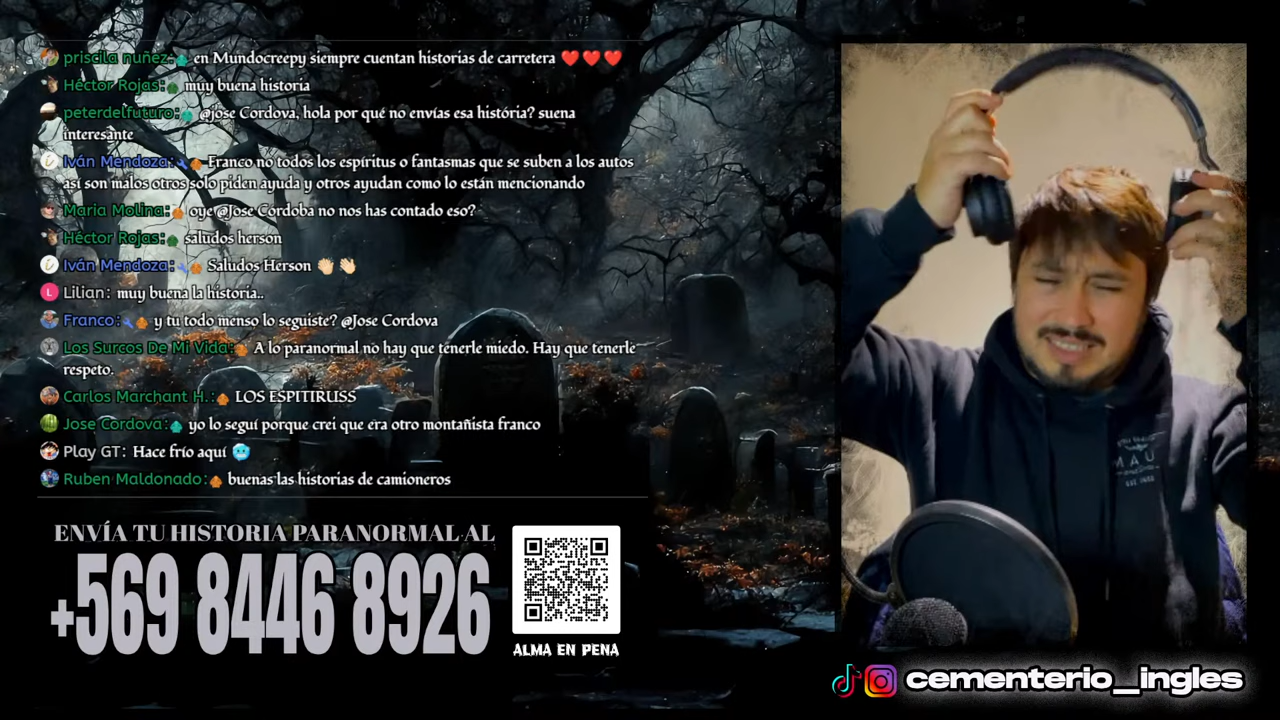 priscila nuñez: en Mundocreepy siempre cuentan historias de carretera ❤️❤️❤️
Héctor Rojas: muy buena historia
peterdelfuturo: @jose Cordova, hola por qué no envías esa história? suena
interesante
Iván Mendoza: Franco no todos los espíritus o fantasmas que se suben a los autos
así son malos otros solo piden ayuda y otros ayudan como lo están mencionando
Maria Molina: oye @Jose Cordoba no nos has contado eso?
Héctor Rojas: saludos herson
Iván Mendoza: Saludos Herson 👏🏻 👏🏻
L Lilian: muy buena la historia..
Franco: y tu todo menso lo seguiste? @Jose Cordova
Los Surcos De Mi Vida: A lo paranormal no hay que tenerle miedo. Hay que tenerle
respeto.
Carlos Marchant H.: LOS ESPITIRUSS
Jose Cordova: yo lo seguí porque creí que era otro montañista franco
Play GT: Hace frío aquí 🥶
Ruben Maldonado: buenas las historias de camioneros
ENVÍA TU HISTORIA PARANORMAL AL
+569 8446 8926
ALMA EN PENA
MAU
cementerio_ingles